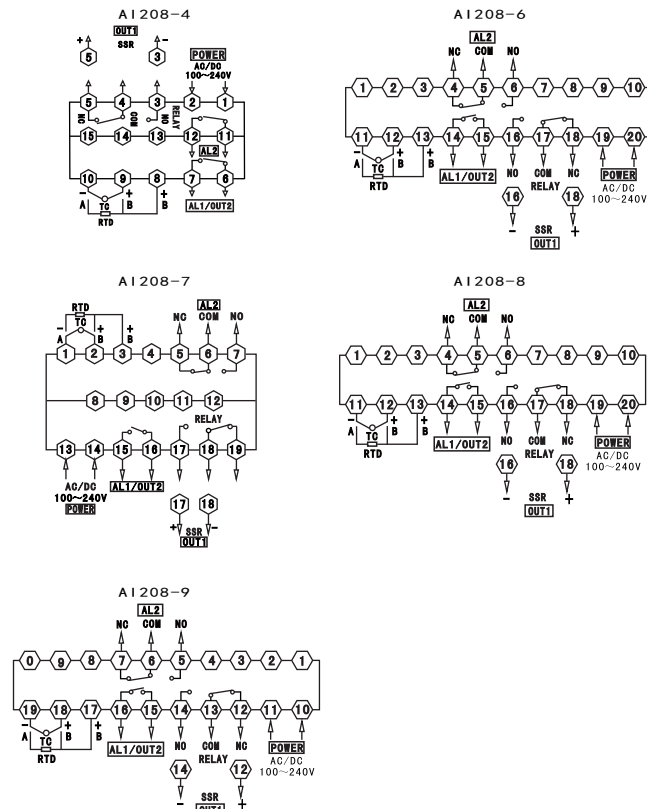 AI208-4
OUT1
+ SSR -
5 3
POWER
AC/DC
100~240V
5 4 3 2 1
NO COM NO RELAY
15 14 13 12 11
AL2
10 9 8 7 6
- + +
A TC B B
RTD
AL1/OUT2
AI208-6
AL2
NC COM NO
1 2 3 4 5 6 7 8 9 10
11 12 13 14 15 16 17 18 19 20
- + +
A TC B B
RTD
AL1/OUT2
NO COM NC
RELAY
POWER
AC/DC
100~240V
16 18
- SSR +
OUT1
AI208-7
RTD
TC
A B B
- + +
AL2
NC COM NO
1 2 3 4 5 6 7
8 9 10 11 12
RELAY
13 14 15 16 17 18 19
AC/DC
100~240V
POWER
AL1/OUT2
17 18
+ SSR -
OUT1
AI208-8
AL2
NC COM NO
1 2 3 4 5 6 7 8 9 10
11 12 13 14 15 16 17 18 19 20
- + +
A TC B B
RTD
AL1/OUT2
NO COM NC
RELAY
POWER
AC/DC
100~240V
16 18
- SSR +
OUT1
AI208-9
AL2
NC COM NO
0 9 8 7 6 5 4 3 2 1
19 18 17 16 15 14 13 12 11 10
- + +
A TC B B
RTD
AL1/OUT2
NO COM NC
RELAY
POWER
AC/DC
100~240V
14 12
- SSR +
OUT1